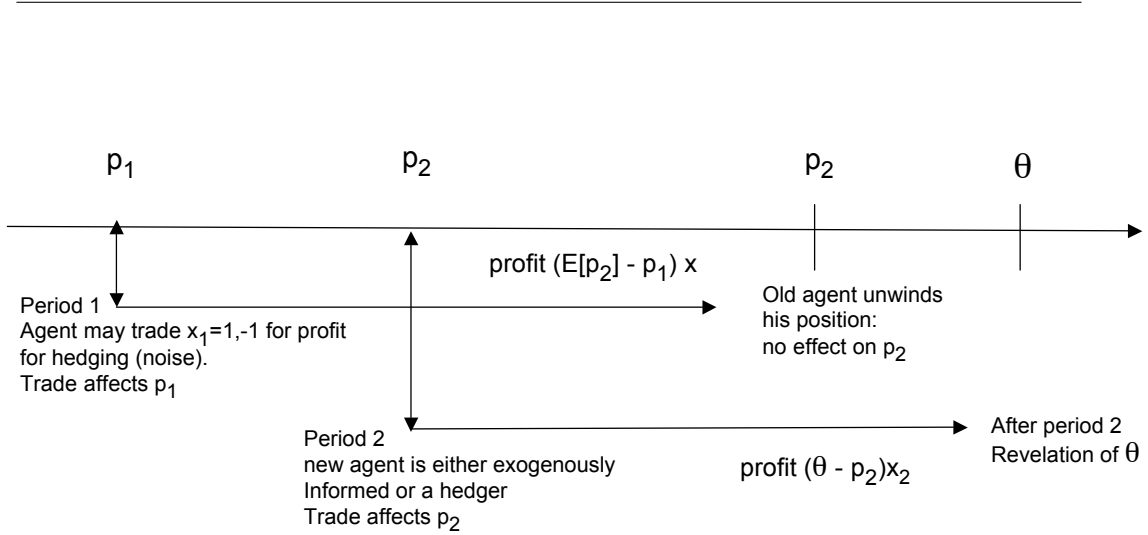 p1 p2 p2 θ
profit (E[p2] - p1) x
Period 1
Agent may trade x1=1,-1 for profit
for hedging (noise).
Trade affects p1
Old agent unwinds
his position:
no effect on p2
Period 2
new agent is either exogenously
Informed or a hedger
Trade affects p2
profit (θ - p2)x2
After period 2
Revelation of θ